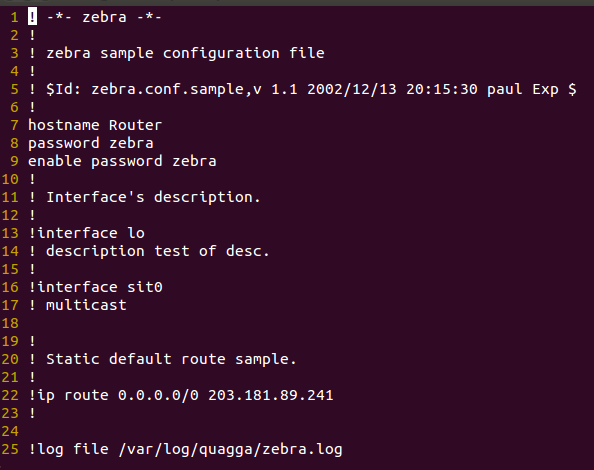 1 ! -*- zebra -*-
2 !
3 ! zebra sample configuration file
4 !
5 ! $Id: zebra.conf.sample,v 1.1 2002/12/13 20:15:30 paul Exp $
6 !
7 hostname Router
8 password zebra
9 enable password zebra
10 !
11 ! Interface's description.
12 !
13 !interface lo
14 ! description test of desc.
15 !
16 !interface sit0
17 ! multicast
18
19 !
20 ! Static default route sample.
21 !
22 !ip route 0.0.0.0/0 203.181.89.241
23 !
24
25 !log file /var/log/quagga/zebra.log